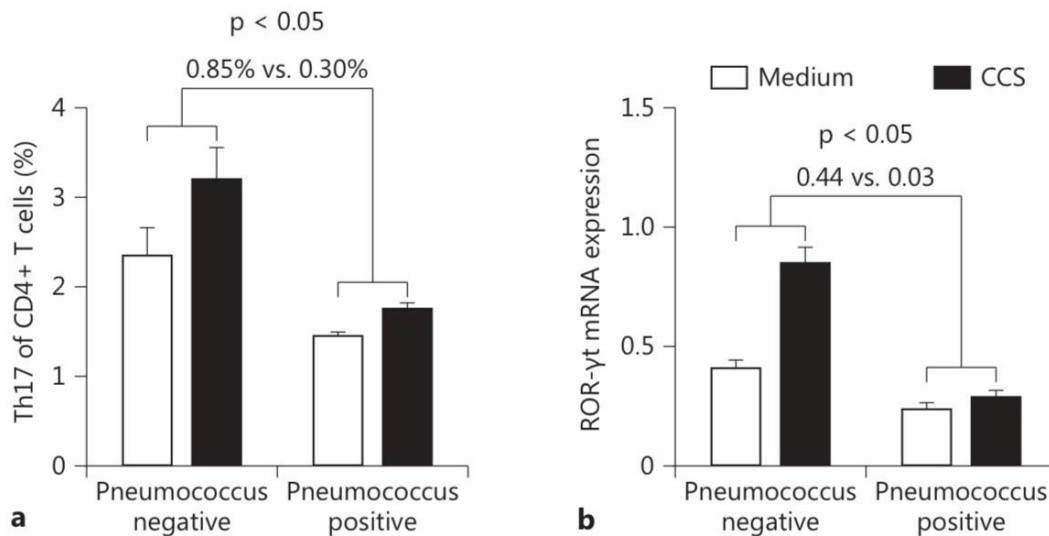 p < 0.05
0.85% vs. 0.30%
4
3
2
1
0
Th17 of CD4+ T cells (%)
Pneumococcus
negative
Pneumococcus
positive
a
Medium
CCS
1.5
1.0
0.5
0
p < 0.05
0.44 vs. 0.03
ROR-γt mRNA expression
Pneumococcus
negative
Pneumococcus
positive
b